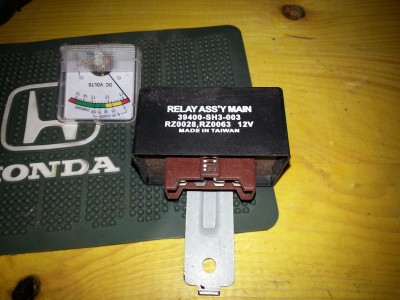 DC VOLTS
RELAY ASS'Y MAIN
39400-SH3-003
RZ0028,RZ0063 12V
MADE IN TAIWAN
HONDA